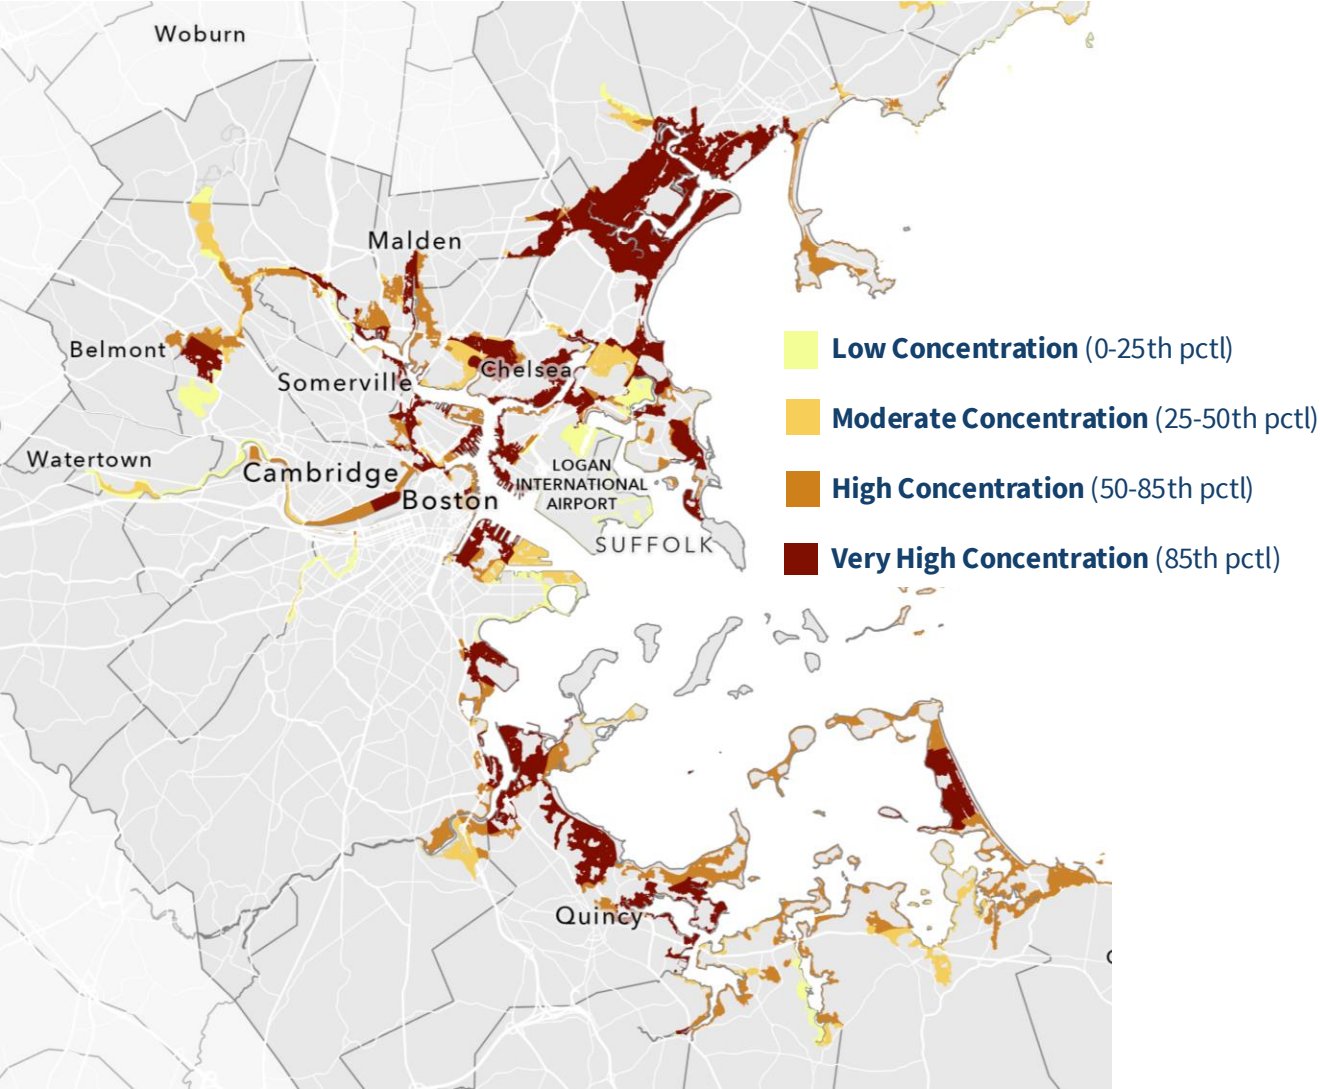 Woburn
Malden
Belmont
Chelsea
Somerville
Watertown
Cambridge
Boston
LOGAN
INTERNATIONAL
AIRPORT
SUFFOLK
Quincy
Low Concentration (0-25th pctl)
Moderate Concentration (25-50th pctl)
High Concentration (50-85th pctl)
Very High Concentration (85th pctl)